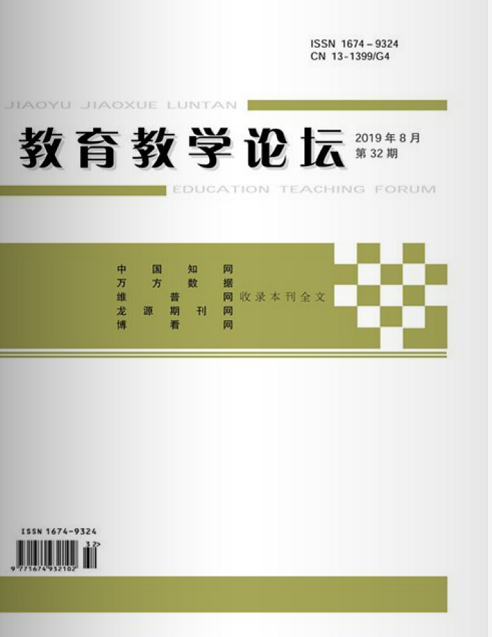 ISSN 1674-9324
CN 13-1399/G4
JIAOYU JIAOXUE LUNTAN
教育教学论坛
2019年8月
第32期
EDUCATION TEACHING FORUM
中国知网
万方数据
维普网 收录本刊全文
龙源期刊网
博看网
ISSN 1674-9324
32>
9771674932102